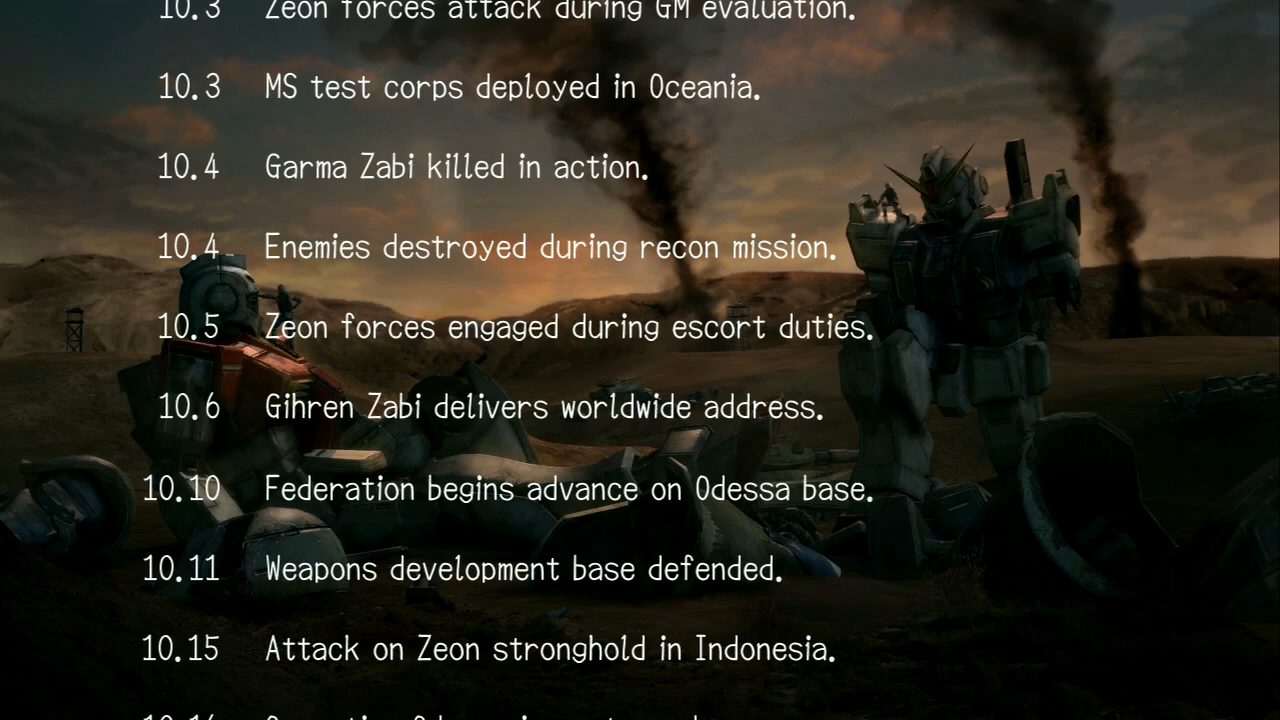 10.3 Zeon forces attack during GM evaluation.
10.3 MS test corps deployed in Oceania.
10.4 Garma Zabi killed in action.
10.4 Enemies destroyed during recon mission.
10.5 Zeon forces engaged during escort duties.
10.6 Gihren Zabi delivers worldwide address.
10.10 Federation begins advance on Odessa base.
10.11 Weapons development base defended.
10.15 Attack on Zeon stronghold in Indonesia.